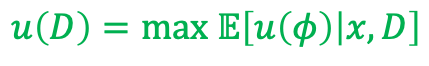 u(D) = max 𝔼[u(ϕ)|x, D]